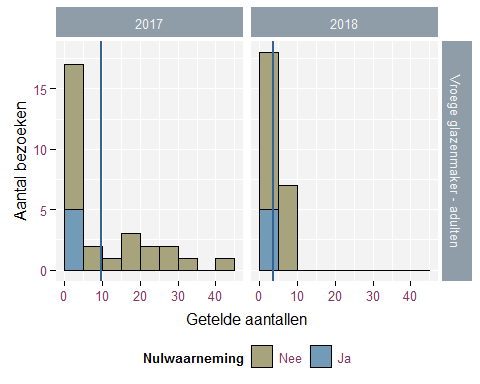 2017 2018
Aantal bezoeken
15
10
5
0
Vroege glazenmaker - adulten
0 10 20 30 40 0 10 20 30 40
Getelde aantallen
Nulwaarneming Nee Ja